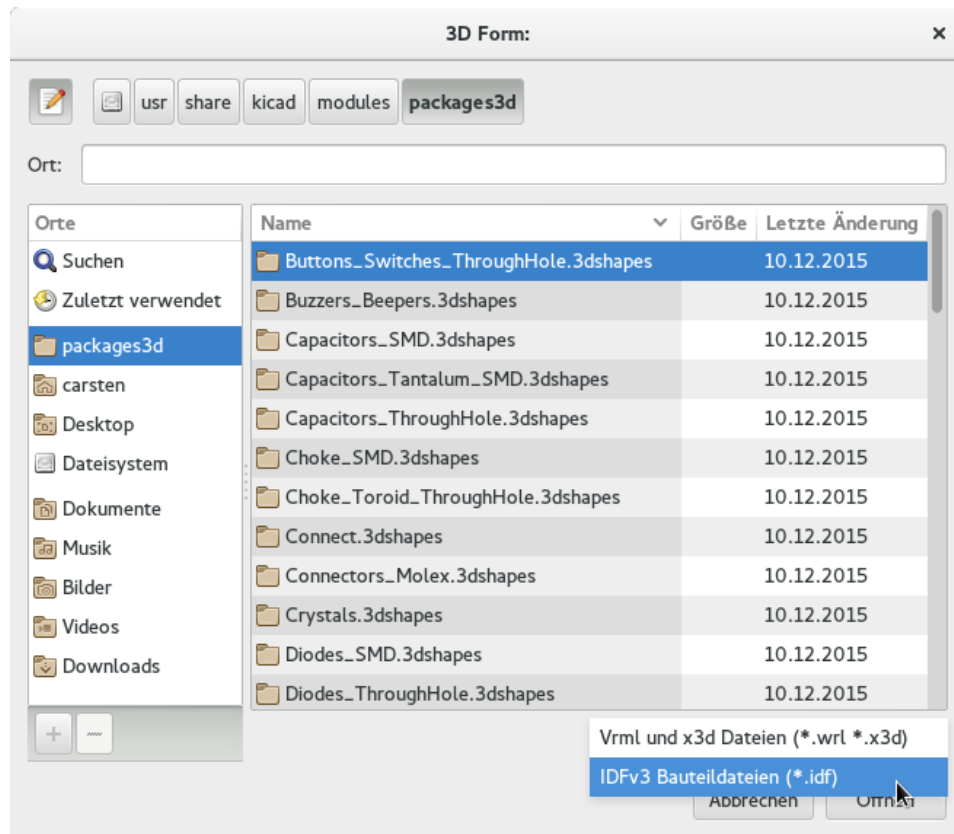 3D Form:
usr share kicad modules packages3d
Ort:
Orte
Suchen
Zuletzt verwendet
packages3d
carsten
Desktop
Dateisystem
Dokumente
Musik
Bilder
Videos
Downloads
Name Größe Letzte Änderung
Buttons_Switches_ThroughHole.3dshapes 10.12.2015
Buzzers_Beepers.3dshapes 10.12.2015
Capacitors_SMD.3dshapes 10.12.2015
Capacitors_Tantalum_SMD.3dshapes 10.12.2015
Capacitors_ThroughHole.3dshapes 10.12.2015
Choke_SMD.3dshapes 10.12.2015
Choke_Toroid_ThroughHole.3dshapes 10.12.2015
Connect.3dshapes 10.12.2015
Connectors_Molex.3dshapes 10.12.2015
Crystals.3dshapes 10.12.2015
Diodes_SMD.3dshapes 10.12.2015
Diodes_ThroughHole.3dshapes 10.12.2015
Vrml und x3d Dateien (*.wrl *.x3d)
IDFv3 Bauteildateien (*.idf)
Abbrechen Öffnen